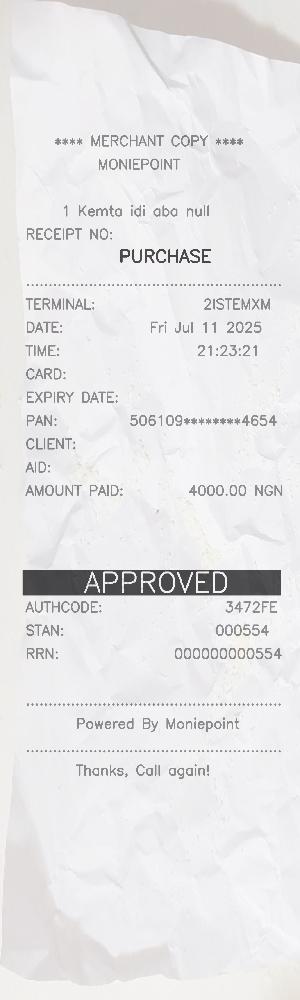 **** MERCHANT COPY ****
MONIEPOINT
1 Kemta idi aba null
RECEIPT NO:
PURCHASE
TERMINAL: 2ISTEMXM
DATE: Fri Jul 11 2025
TIME: 21:23:21
CARD:
EXPIRY DATE:
PAN: 506109********4654
CLIENT:
AID:
AMOUNT PAID: 4000.00 NGN
APPROVED
AUTHCODE: 3472FE
STAN: 000554
RRN: 000000000554
Powered By Moniepoint
Thanks, Call again!